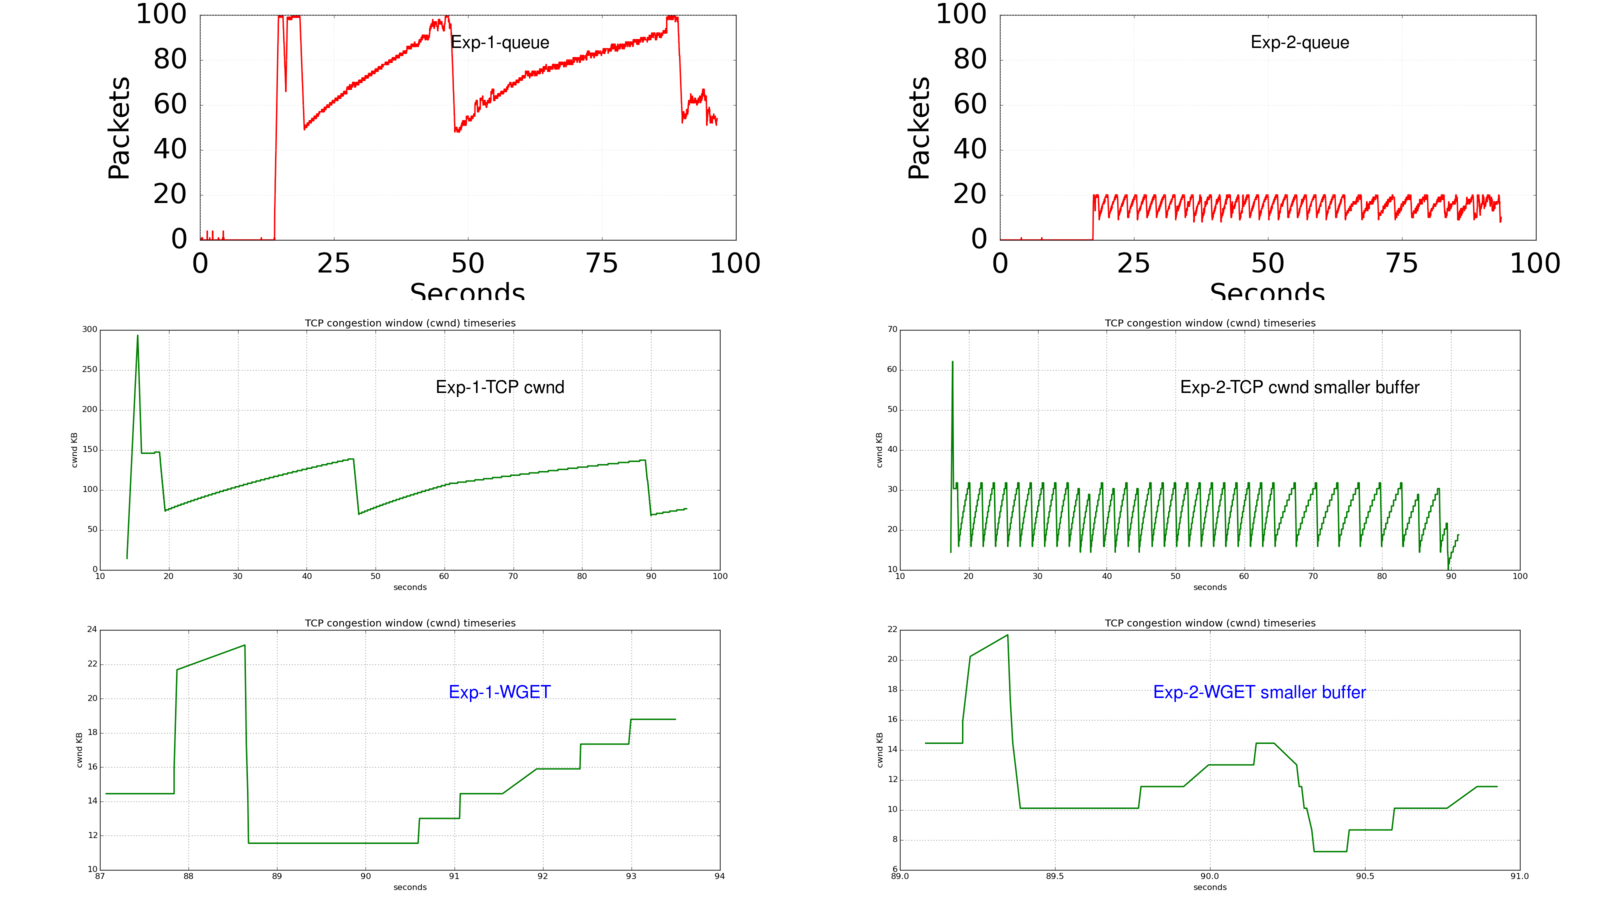 100
80
60
40
20
0
Packets
Exp-1-queue
0 25 50 75 100
Seconds
100
80
60
40
20
0
Packets
Exp-2-queue
0 25 50 75 100
Seconds
TCP congestion window (cwnd) timeseries
300
250
200
150
100
50
0
cwnd KB
Exp-1-TCP cwnd
10 20 30 40 50 60 70 80 90 100
seconds
TCP congestion window (cwnd) timeseries
70
60
50
40
30
20
10
cwnd KB
Exp-2-TCP cwnd smaller buffer
10 20 30 40 50 60 70 80 90 100
seconds
TCP congestion window (cwnd) timeseries
24
22
20
18
16
14
12
10
cwnd KB
Exp-1-WGET
87 88 89 90 91 92 93 94
seconds
TCP congestion window (cwnd) timeseries
22
20
18
16
14
12
10
8
6
cwnd KB
Exp-2-WGET smaller buffer
89.0 89.5 90.0 90.5 91.0
seconds